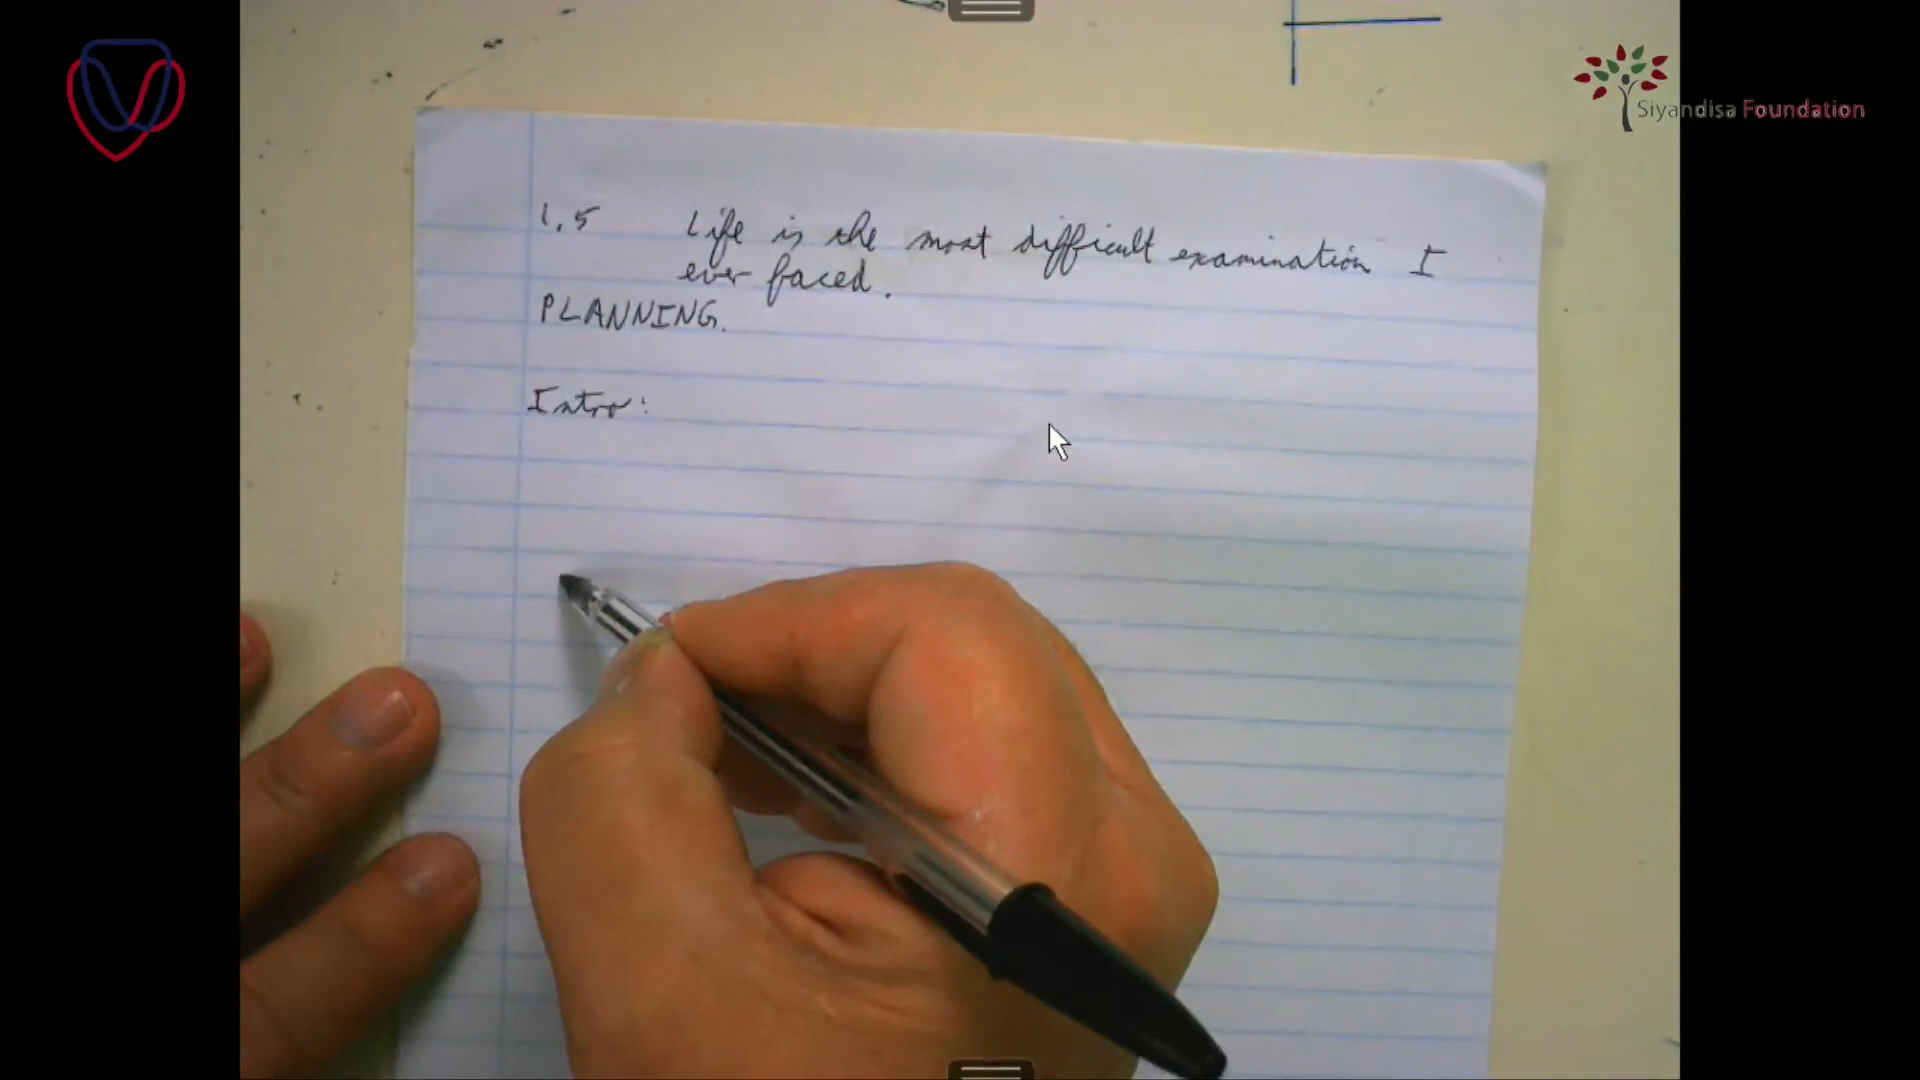 Siyandisa Foundation
1.5 Life is the most difficult examination I
ever faced.
PLANNING.
Intro: